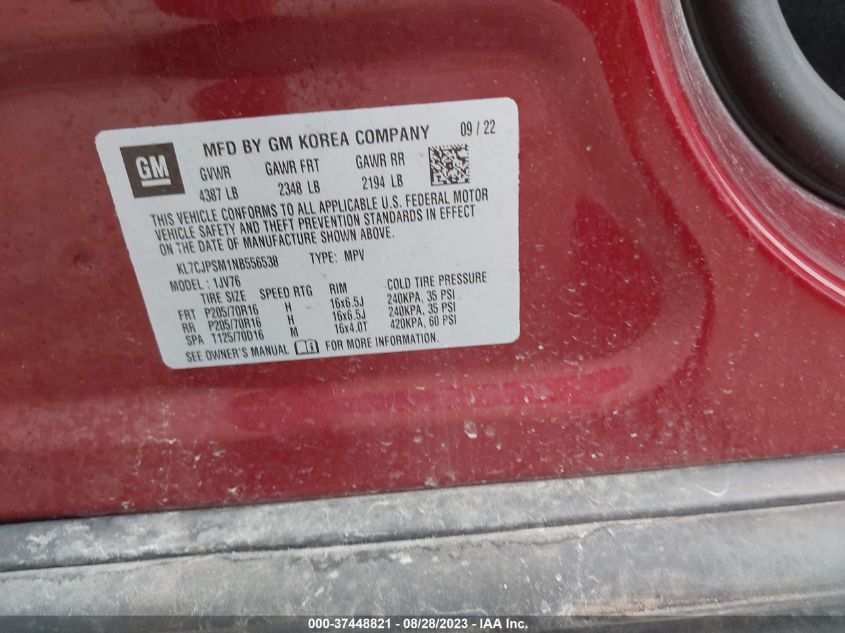 GM
MFD BY GM KOREA COMPANY 09 / 22
GVWR GAWR FRT GAWR RR
4387 LB 2348 LB 2194 LB
THIS VEHICLE CONFORMS TO ALL APPLICABLE U.S. FEDERAL MOTOR
VEHICLE SAFETY AND THEFT PREVENTION STANDARDS IN EFFECT
ON THE DATE OF MANUFACTURE SHOWN ABOVE.
KL7CJPSM1NB556538 TYPE: MPV
MODEL: 1JV76
TIRE SIZE SPEED RTG RIM COLD TIRE PRESSURE
FRT P205/70R16 H 16x6.5J 240KPA, 35 PSI
RR P205/70R16 H 16x6.5J 240KPA, 35 PSI
SPA T125/70D16 M 16x4.0T 420KPA, 60 PSI
SEE OWNER'S MANUAL FOR MORE INFORMATION.
000-37448821 - 08/28/2023 - IAA Inc.